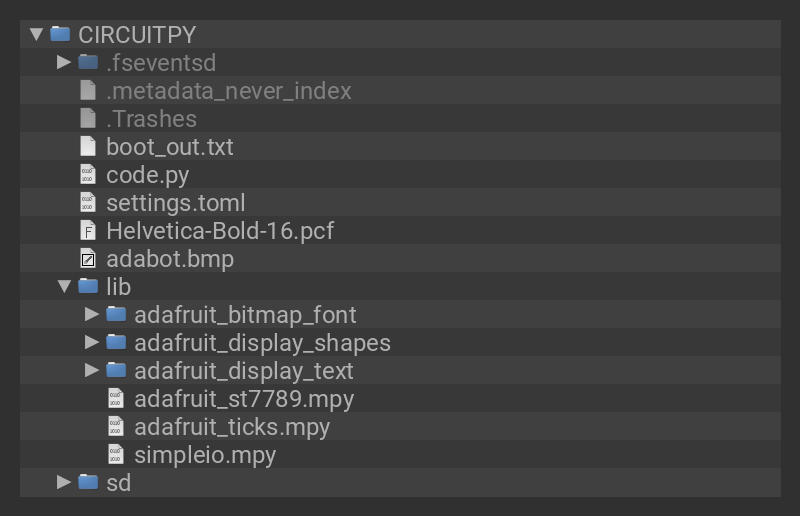 CIRCUITPY
.fseventsd
.metadata_never_index
.Trashes
boot_out.txt
code.py
settings.toml
Helvetica-Bold-16.pcf
adabot.bmp
lib
adafruit_bitmap_font
adafruit_display_shapes
adafruit_display_text
adafruit_st7789.mpy
adafruit_ticks.mpy
simpleio.mpy
sd